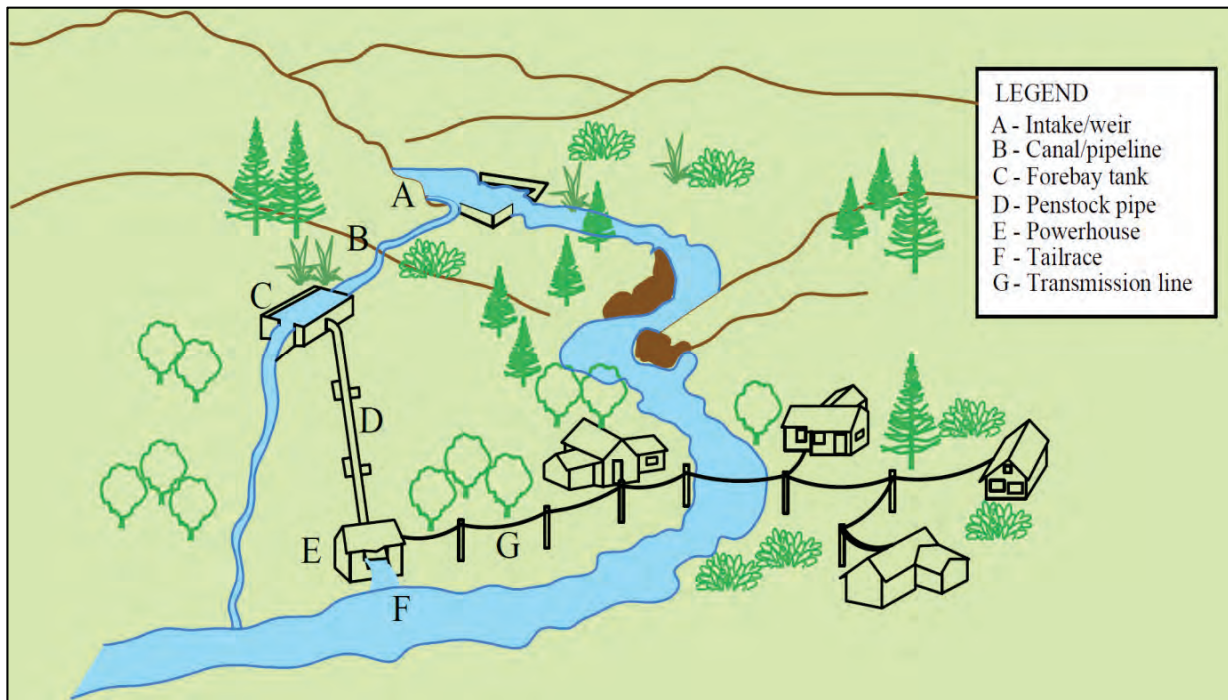 LEGEND
A - Intake/weir
B - Canal/pipeline
C - Forebay tank
D - Penstock pipe
E - Powerhouse
F - Tailrace
G - Transmission line
A
B
C
D
E
G
F